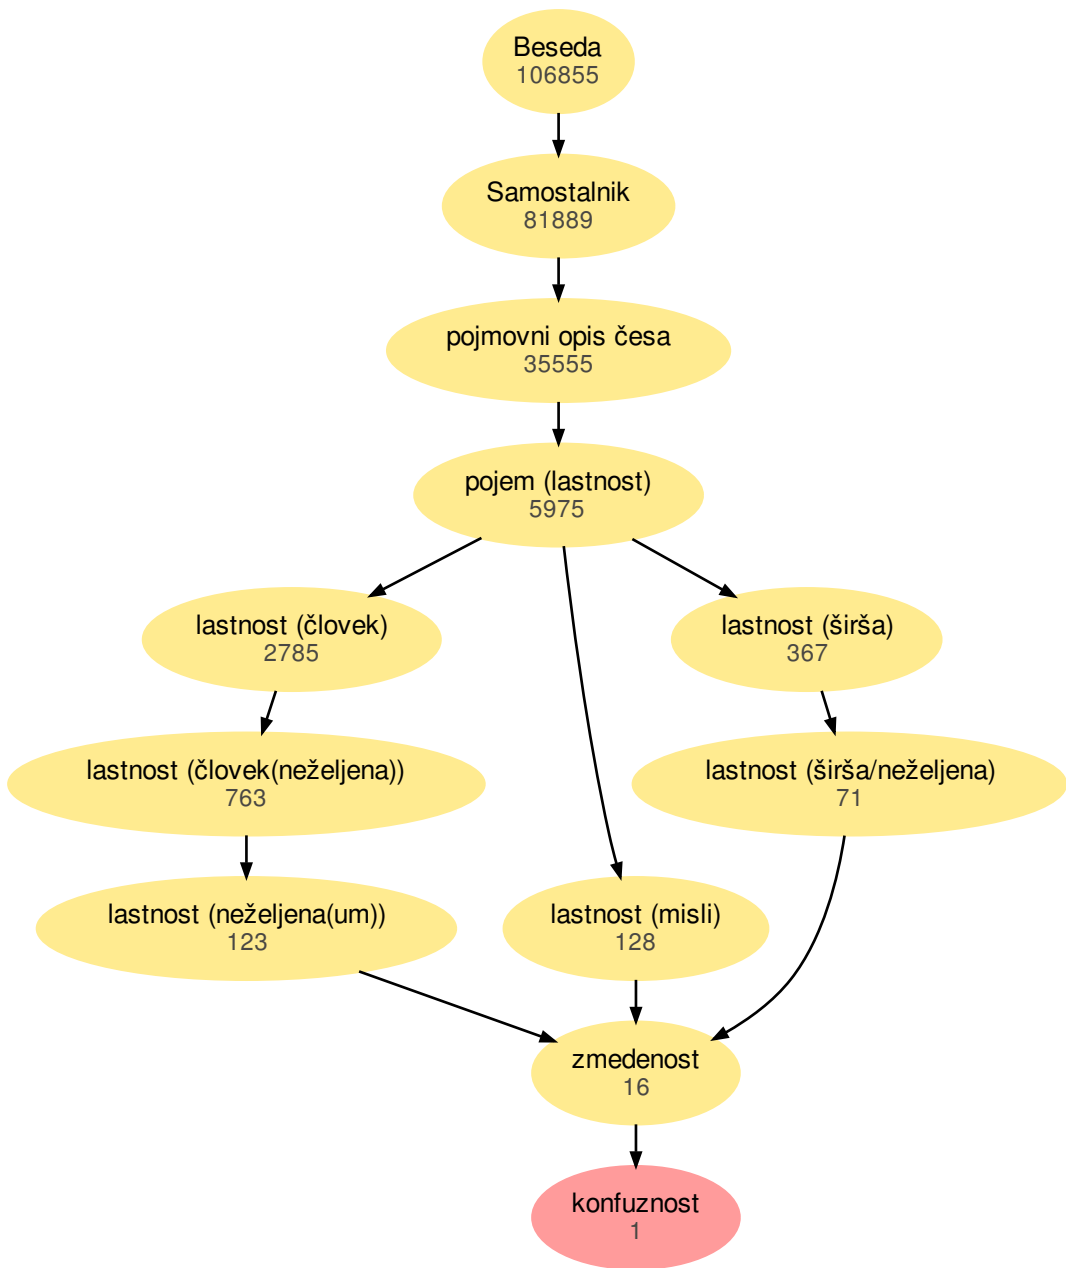 Beseda
106855
Samostalnik
81889
pojmovni opis česa
35555
pojem (lastnost)
5975
lastnost (človek)
2785
lastnost (širša)
367
lastnost (človek(neželjena))
763
lastnost (širša/neželjena)
71
lastnost (neželjena(um))
123
lastnost (misli)
128
zmedenost
16
konfuznost
1